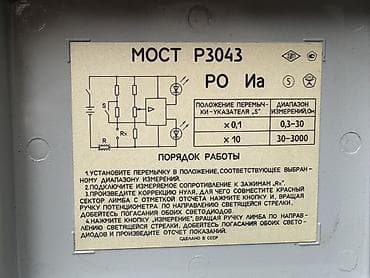 МОСТ Р3043
РО Иа
S
ПОЛОЖЕНИЕ ПЕРЕМЫЧ-
КИ-УКАЗАТЕЛЯ „S"
ДИАПАЗОН
ИЗМЕРЕНИЙ,Ом
×0,1
0,3-30
×10
30-3000
S
Rx
R
ПОРЯДОК РАБОТЫ
1.УСТАНОВИТЕ ПЕРЕМЫЧКУ В ПОЛОЖЕНИЕ,СООТВЕТСТВУЮЩЕЕ ВЫБРАН-
НОМУ ДИАПАЗОНУ ИЗМЕРЕНИЙ.
2.ПОДКЛЮЧИТЕ ИЗМЕРЯЕМОЕ СОПРОТИВЛЕНИЕ К ЗАЖИМАМ „Rx".
3.ПРОИЗВЕДИТЕ КОРРЕКЦИЮ НУЛЯ, ДЛЯ ЧЕГО СОВМЕСТИТЕ КРАСНЫЙ
СЕКТОР ЛИМБА С ОТМЕТКОЙ ОТСЧЕТА НАЖМИТЕ КНОПКУ И, ВРАЩАЯ
РУЧКУ ПОТЕНЦИОМЕТРА ПО НАПРАВЛЕНИЮ СВЕТЯЩЕЙСЯ СТРЕЛКИ,
ДОБЕЙТЕСЬ ПОГАСАНИЯ ОБОИХ СВЕТОДИОДОВ.
4.НАЖМИТЕ КНОПКУ „ИЗМЕРЕНИЕ", ВРАЩАЯ РУЧКУ ЛИМБА ПО НАПРАВ-
ЛЕНИЮ СВЕТЯЩЕЙСЯ СТРЕЛКИ, ДОБЕЙТЕСЬ ПОГАСАНИЯ ОБОИХ СВЕТО-
ДИОДОВ И ПРОИЗВЕДИТЕ ОТСЧЕТ ПОКАЗАНИЙ.
СДЕЛАНО В СССР